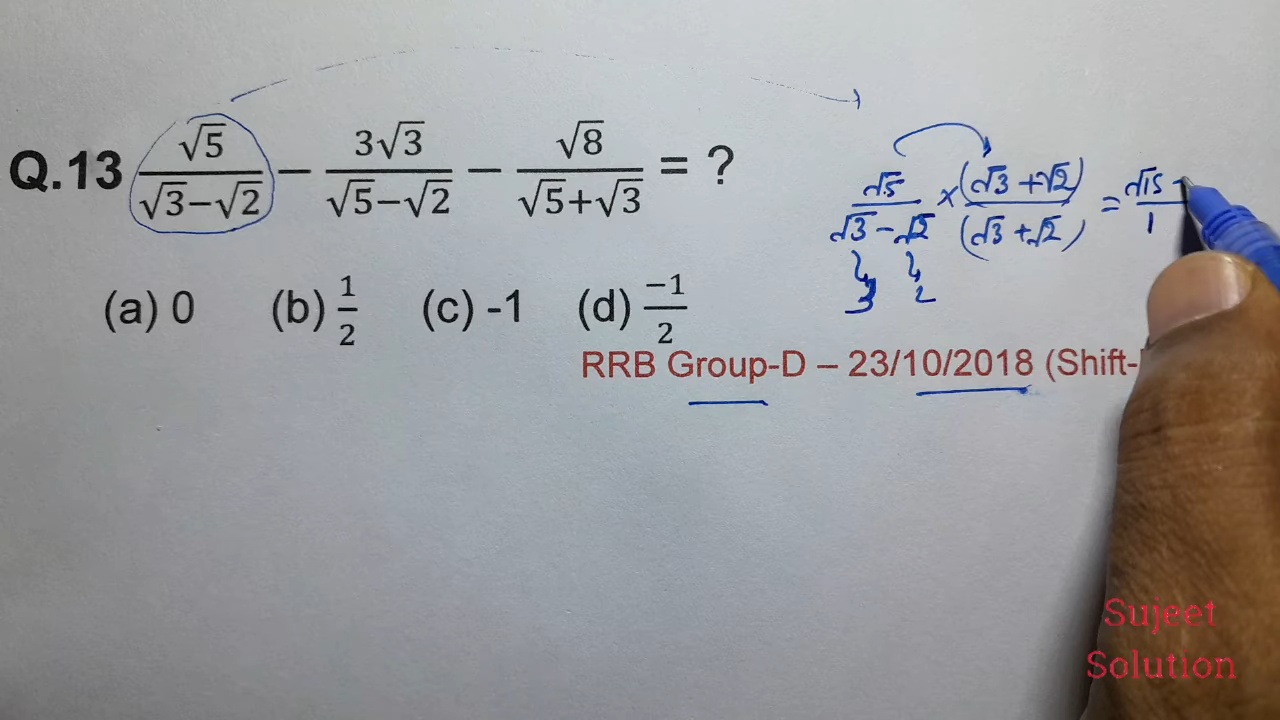 Q.13 √5/(√3−√2) − 3√3/(√5−√2) − √8/(√5+√3) = ?
(a) 0 (b) 1/2 (c) -1 (d) -1/2
RRB Group-D – 23/10/2018 (Shift-
√5/(√3 − √2) × (√3 + √2)/(√3 + √2) = √15/1
3 2
Sujeet
Solution